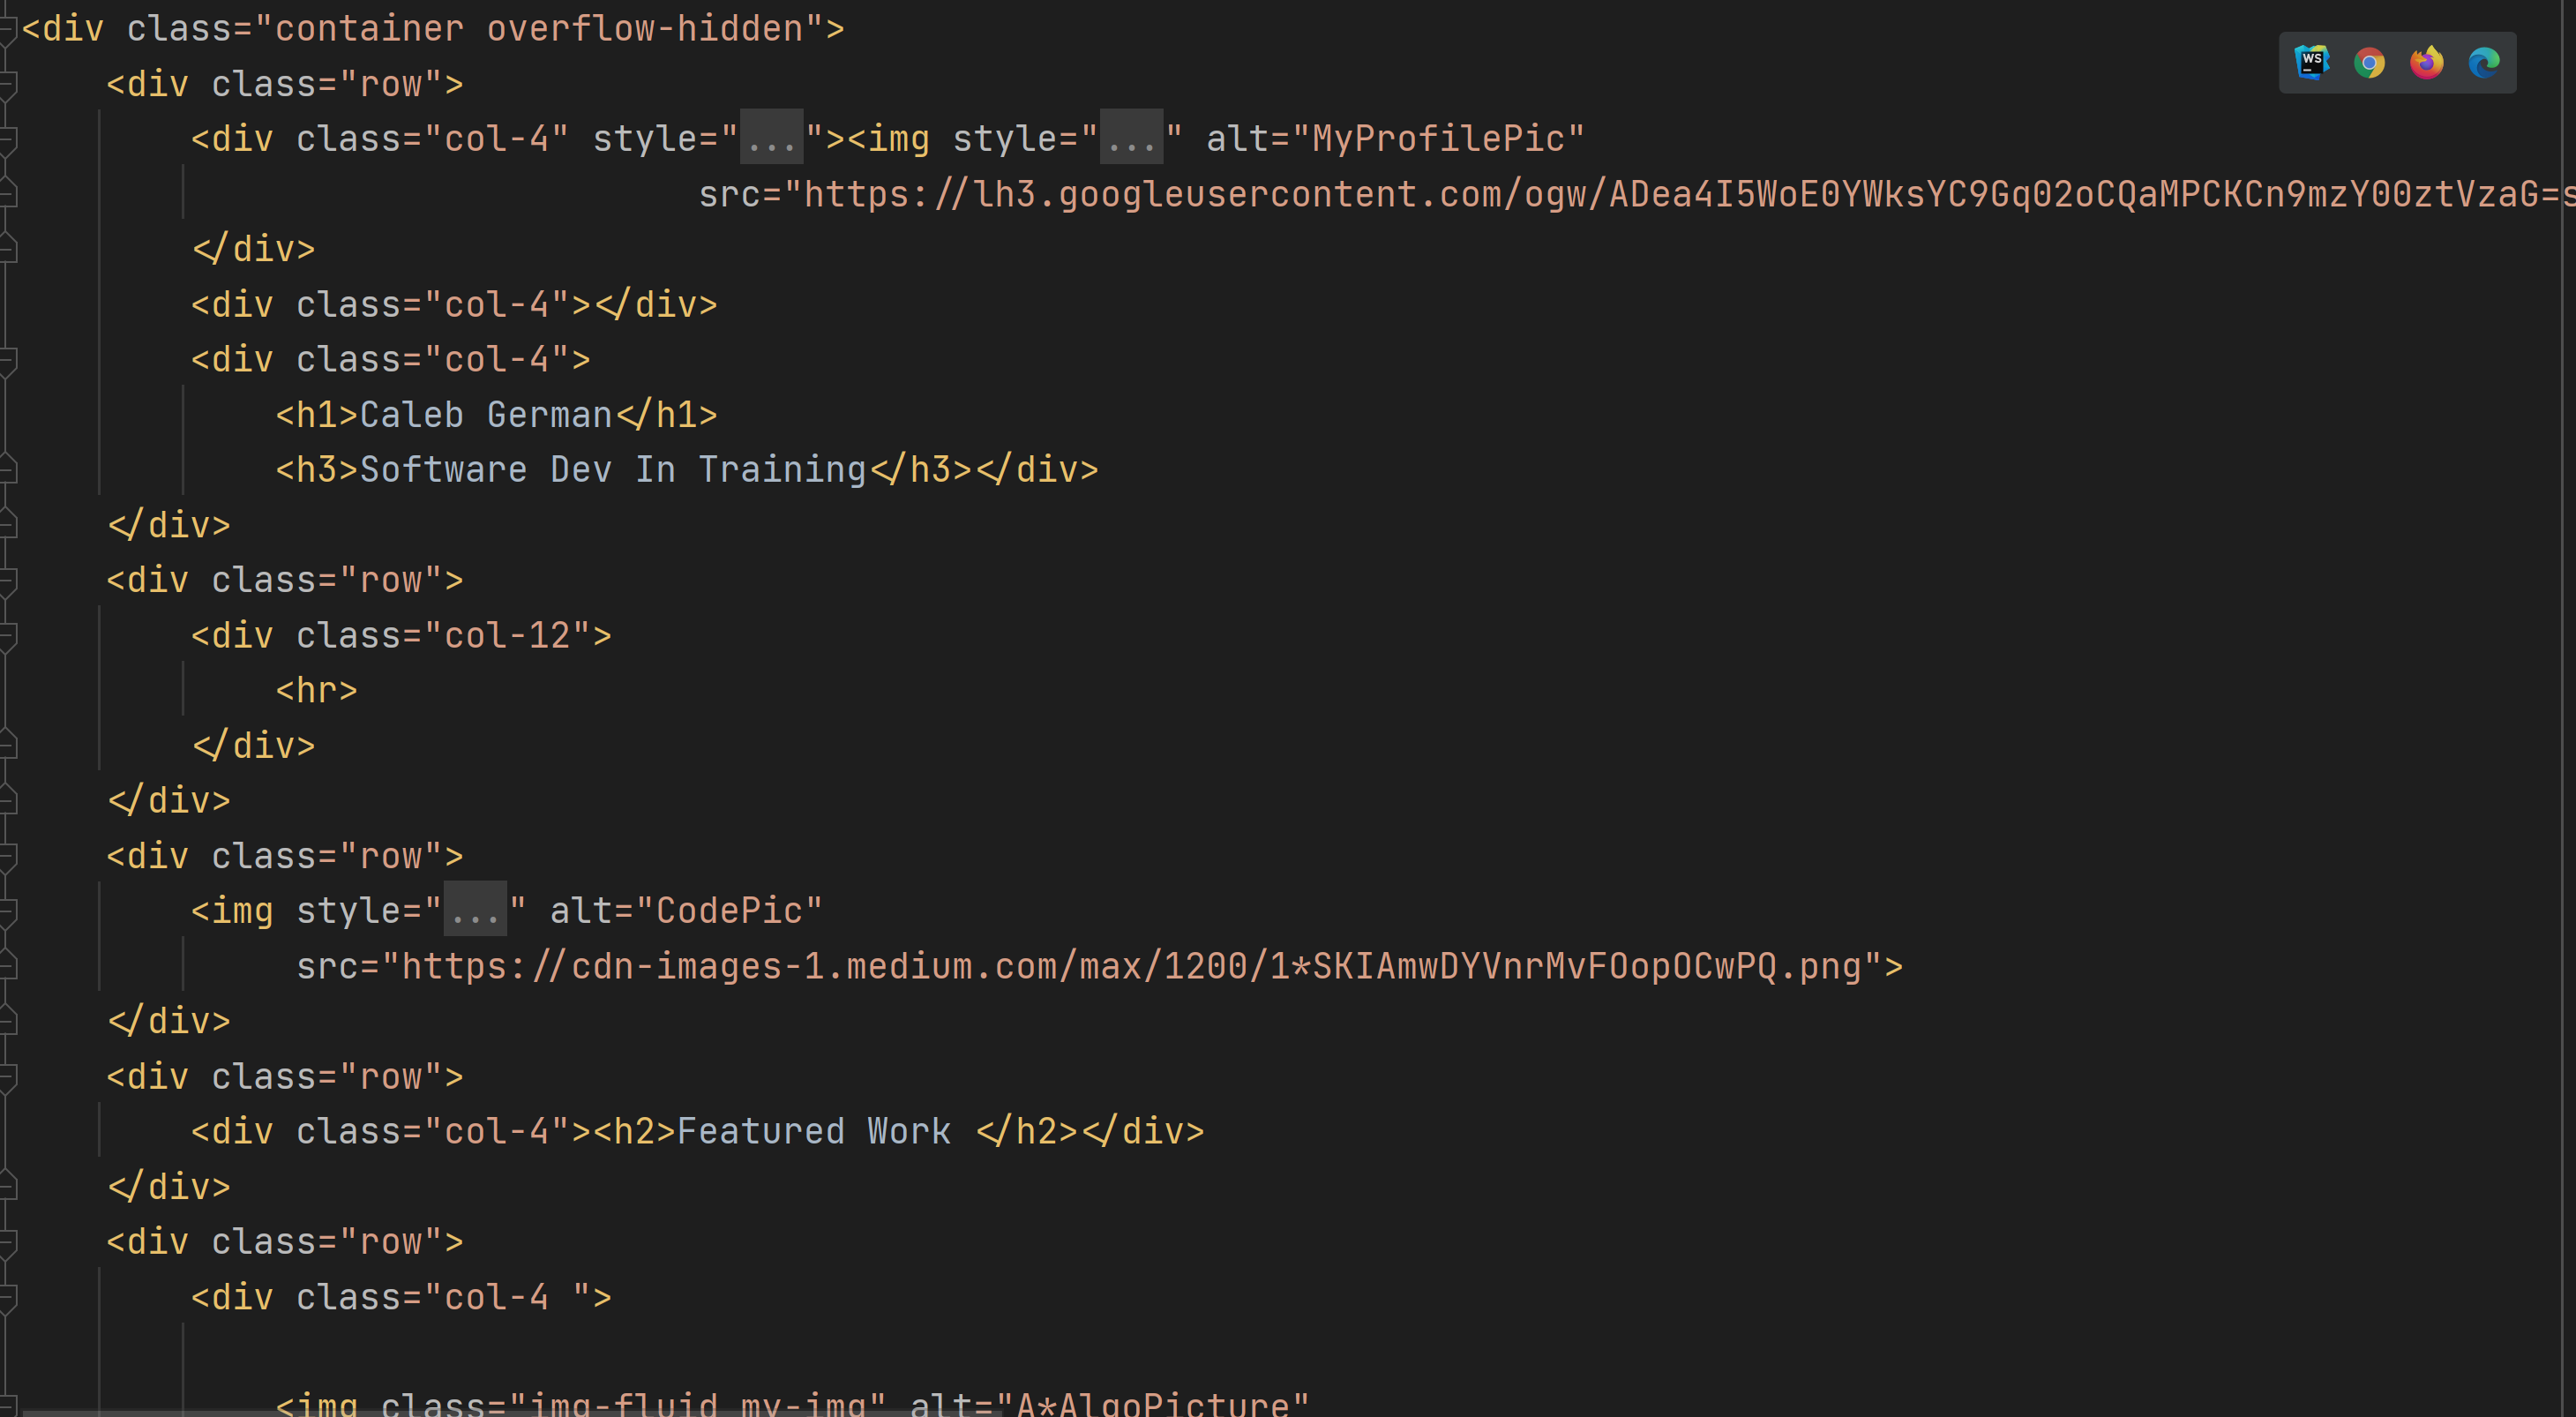 <div class="container overflow-hidden">
WS
<div class="row">
<div class="col-4" style="..."><img style="..." alt="MyProfilePic"
src="https://lh3.googleusercontent.com/ogw/ADea4I5WoE0YWksYC9Gq02oCQaMPCKCn9mzY00ztVzaG=s
</div>
<div class="col-4"></div>
<div class="col-4">
<h1>Caleb German</h1>
<h3>Software Dev In Training</h3></div>
</div>
<div class="row">
<div class="col-12">
<hr>
</div>
</div>
<div class="row">
<img style="..." alt="CodePic"
src="https://cdn-images-1.medium.com/max/1200/1*SKIAmwDYVnrMvFOopOCwPQ.png">
</div>
<div class="row">
<div class="col-4"><h2>Featured Work </h2></div>
</div>
<div class="row">
<div class="col-4 ">
<img class="img-fluid my-img" alt="A*AlgoPicture"